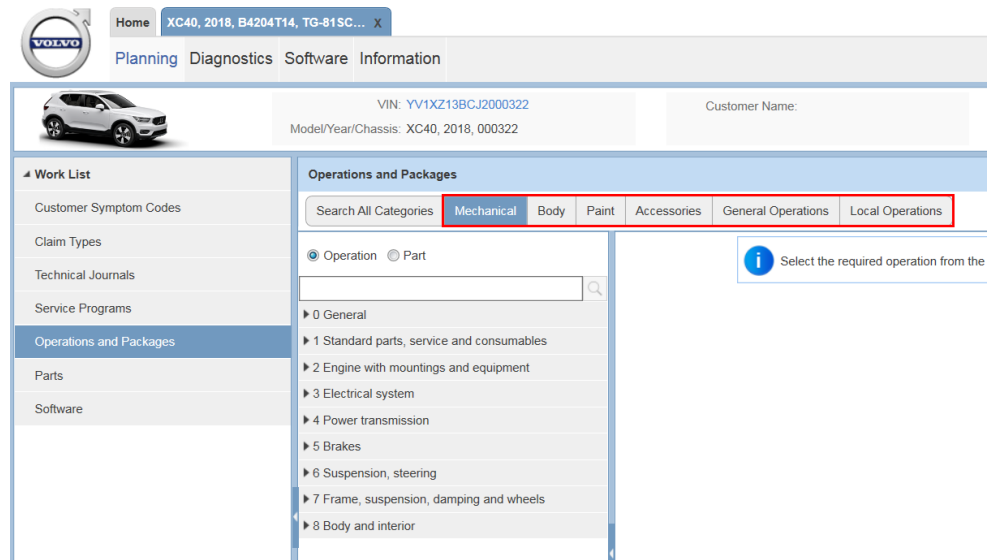 Home
XC40, 2018, B4204T14, TG-81SC... X
VOLVO
Planning Diagnostics Software Information
VIN: YV1XZ13BCJ2000322
Customer Name:
Model/Year/Chassis: XC40, 2018, 000322
Work List
Customer Symptom Codes
Claim Types
Technical Journals
Service Programs
Operations and Packages
Parts
Software
Operations and Packages
Search All Categories Mechanical Body Paint Accessories General Operations Local Operations
Operation Part
0 General
1 Standard parts, service and consumables
2 Engine with mountings and equipment
3 Electrical system
4 Power transmission
5 Brakes
6 Suspension, steering
7 Frame, suspension, damping and wheels
8 Body and interior
i Select the required operation from the